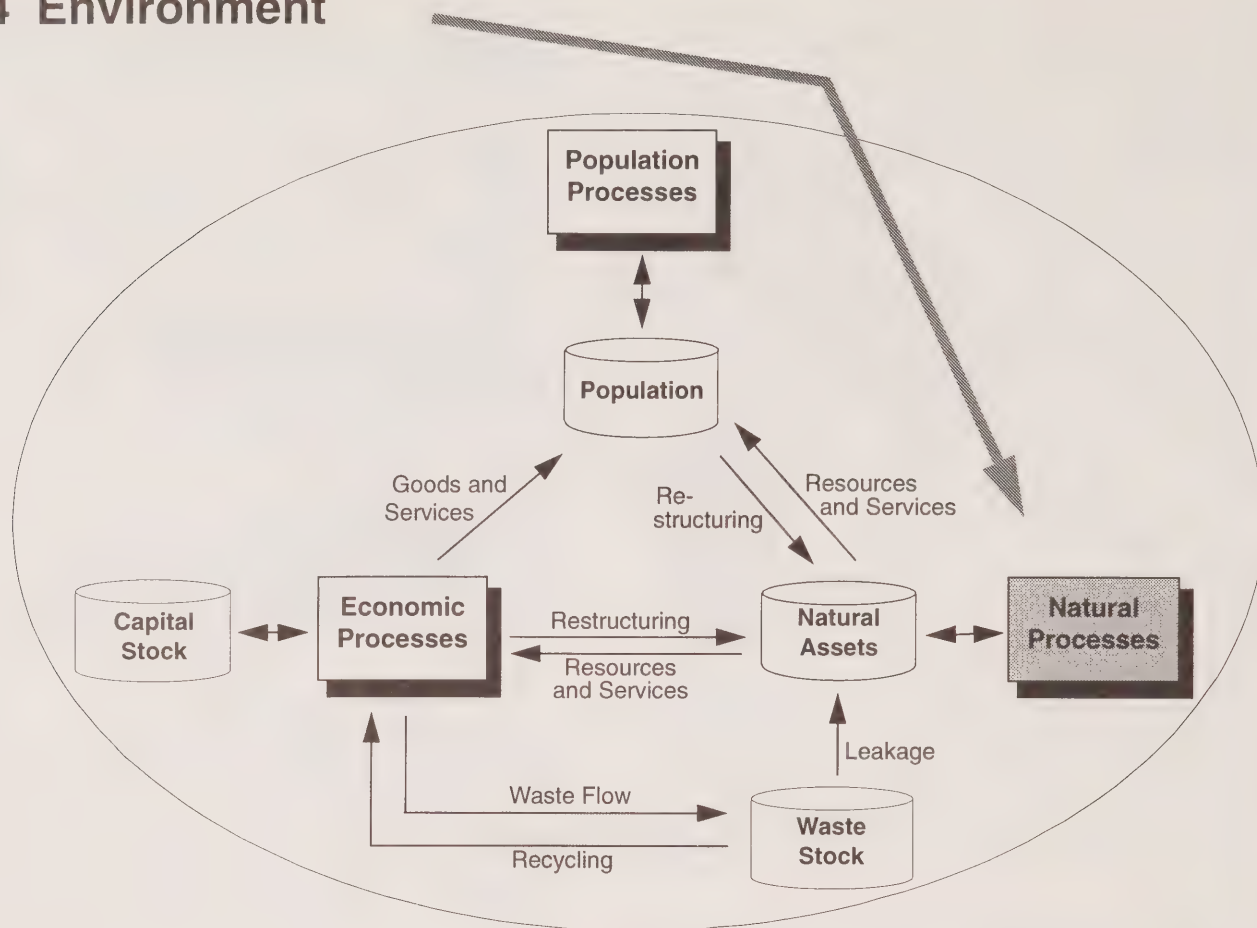 4 Environment
Population
Processes
Population
Goods and
Services
Re-
structuring
Resources
and Services
Capital
Stock
Economic
Processes
Restructuring
Resources
and Services
Natural
Assets
Natural
Processes
Leakage
Waste Flow
Recycling
Waste
Stock